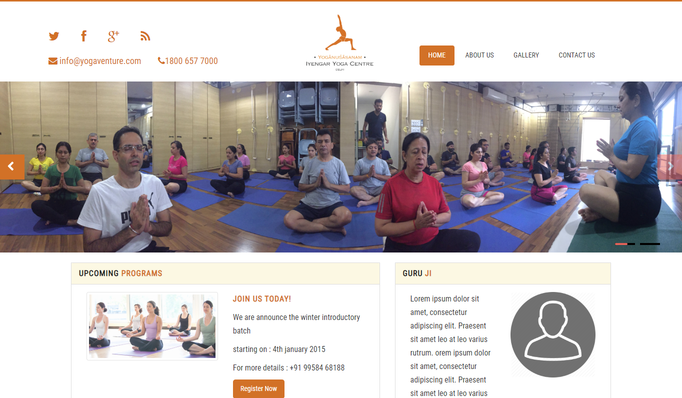 g+
info@yogaventure.com
1800 657 7000
IYENGAR YOGA CENTRE
HOME
ABOUT US
GALLERY
CONTACT US
UPCOMING PROGRAMS
JOIN US TODAY!
We are announce the winter introductory
batch
starting on : 4th january 2015
For more details : +91 99584 68188
Register Now
GURU JI
Lorem ipsum dolor sit
amet, consectetur
adipiscing elit. Praesent
sit amet leo at leo varius
rutrum. orem ipsum dolor
sit amet, consectetur
adipiscing elit. Praesent
sit amet leo at leo varius